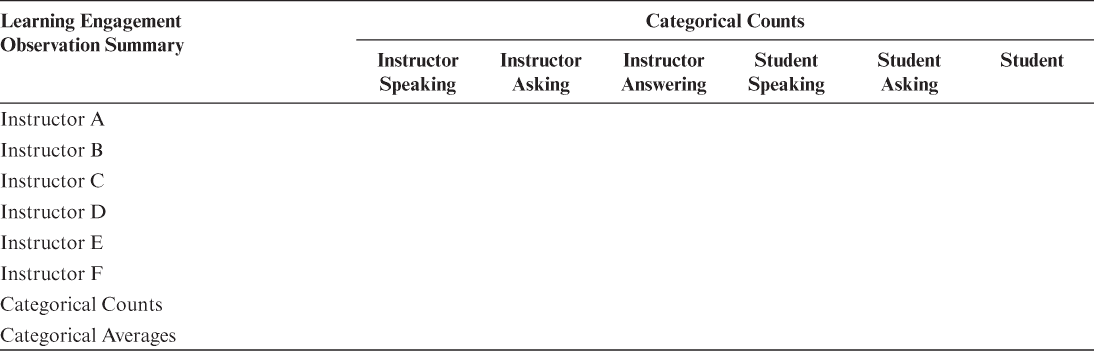 Learning Engagement Categorical Counts
Observation Summary
Instructor Instructor Instructor Student Student Student
Speaking Asking Answering Speaking Asking
Instructor A
Instructor B
Instructor C
Instructor D
Instructor E
Instructor F
Categorical Counts
Categorical Averages